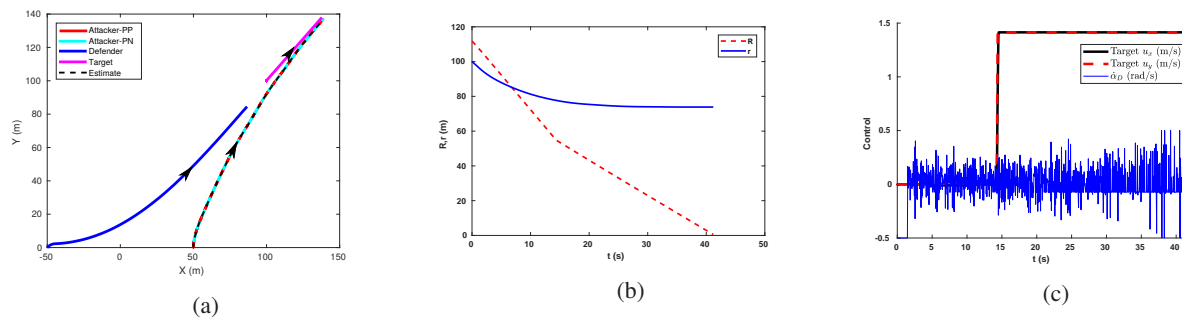 Attacker-PP
Attacker-PN
Defender
Target
Estimate
140
120
100
80
60
40
20
0
Y (m)
-50
0
50
100
150
X (m)
(a)
R
r
120
100
80
60
40
20
0
R,r (m)
0
10
20
30
40
50
t (s)
(b)
Target u_x (m/s)
Target u_y (m/s)
α̇_D (rad/s)
1.5
1
0.5
0
-0.5
Control
0
5
10
15
20
25
30
35
40
t (s)
(c)